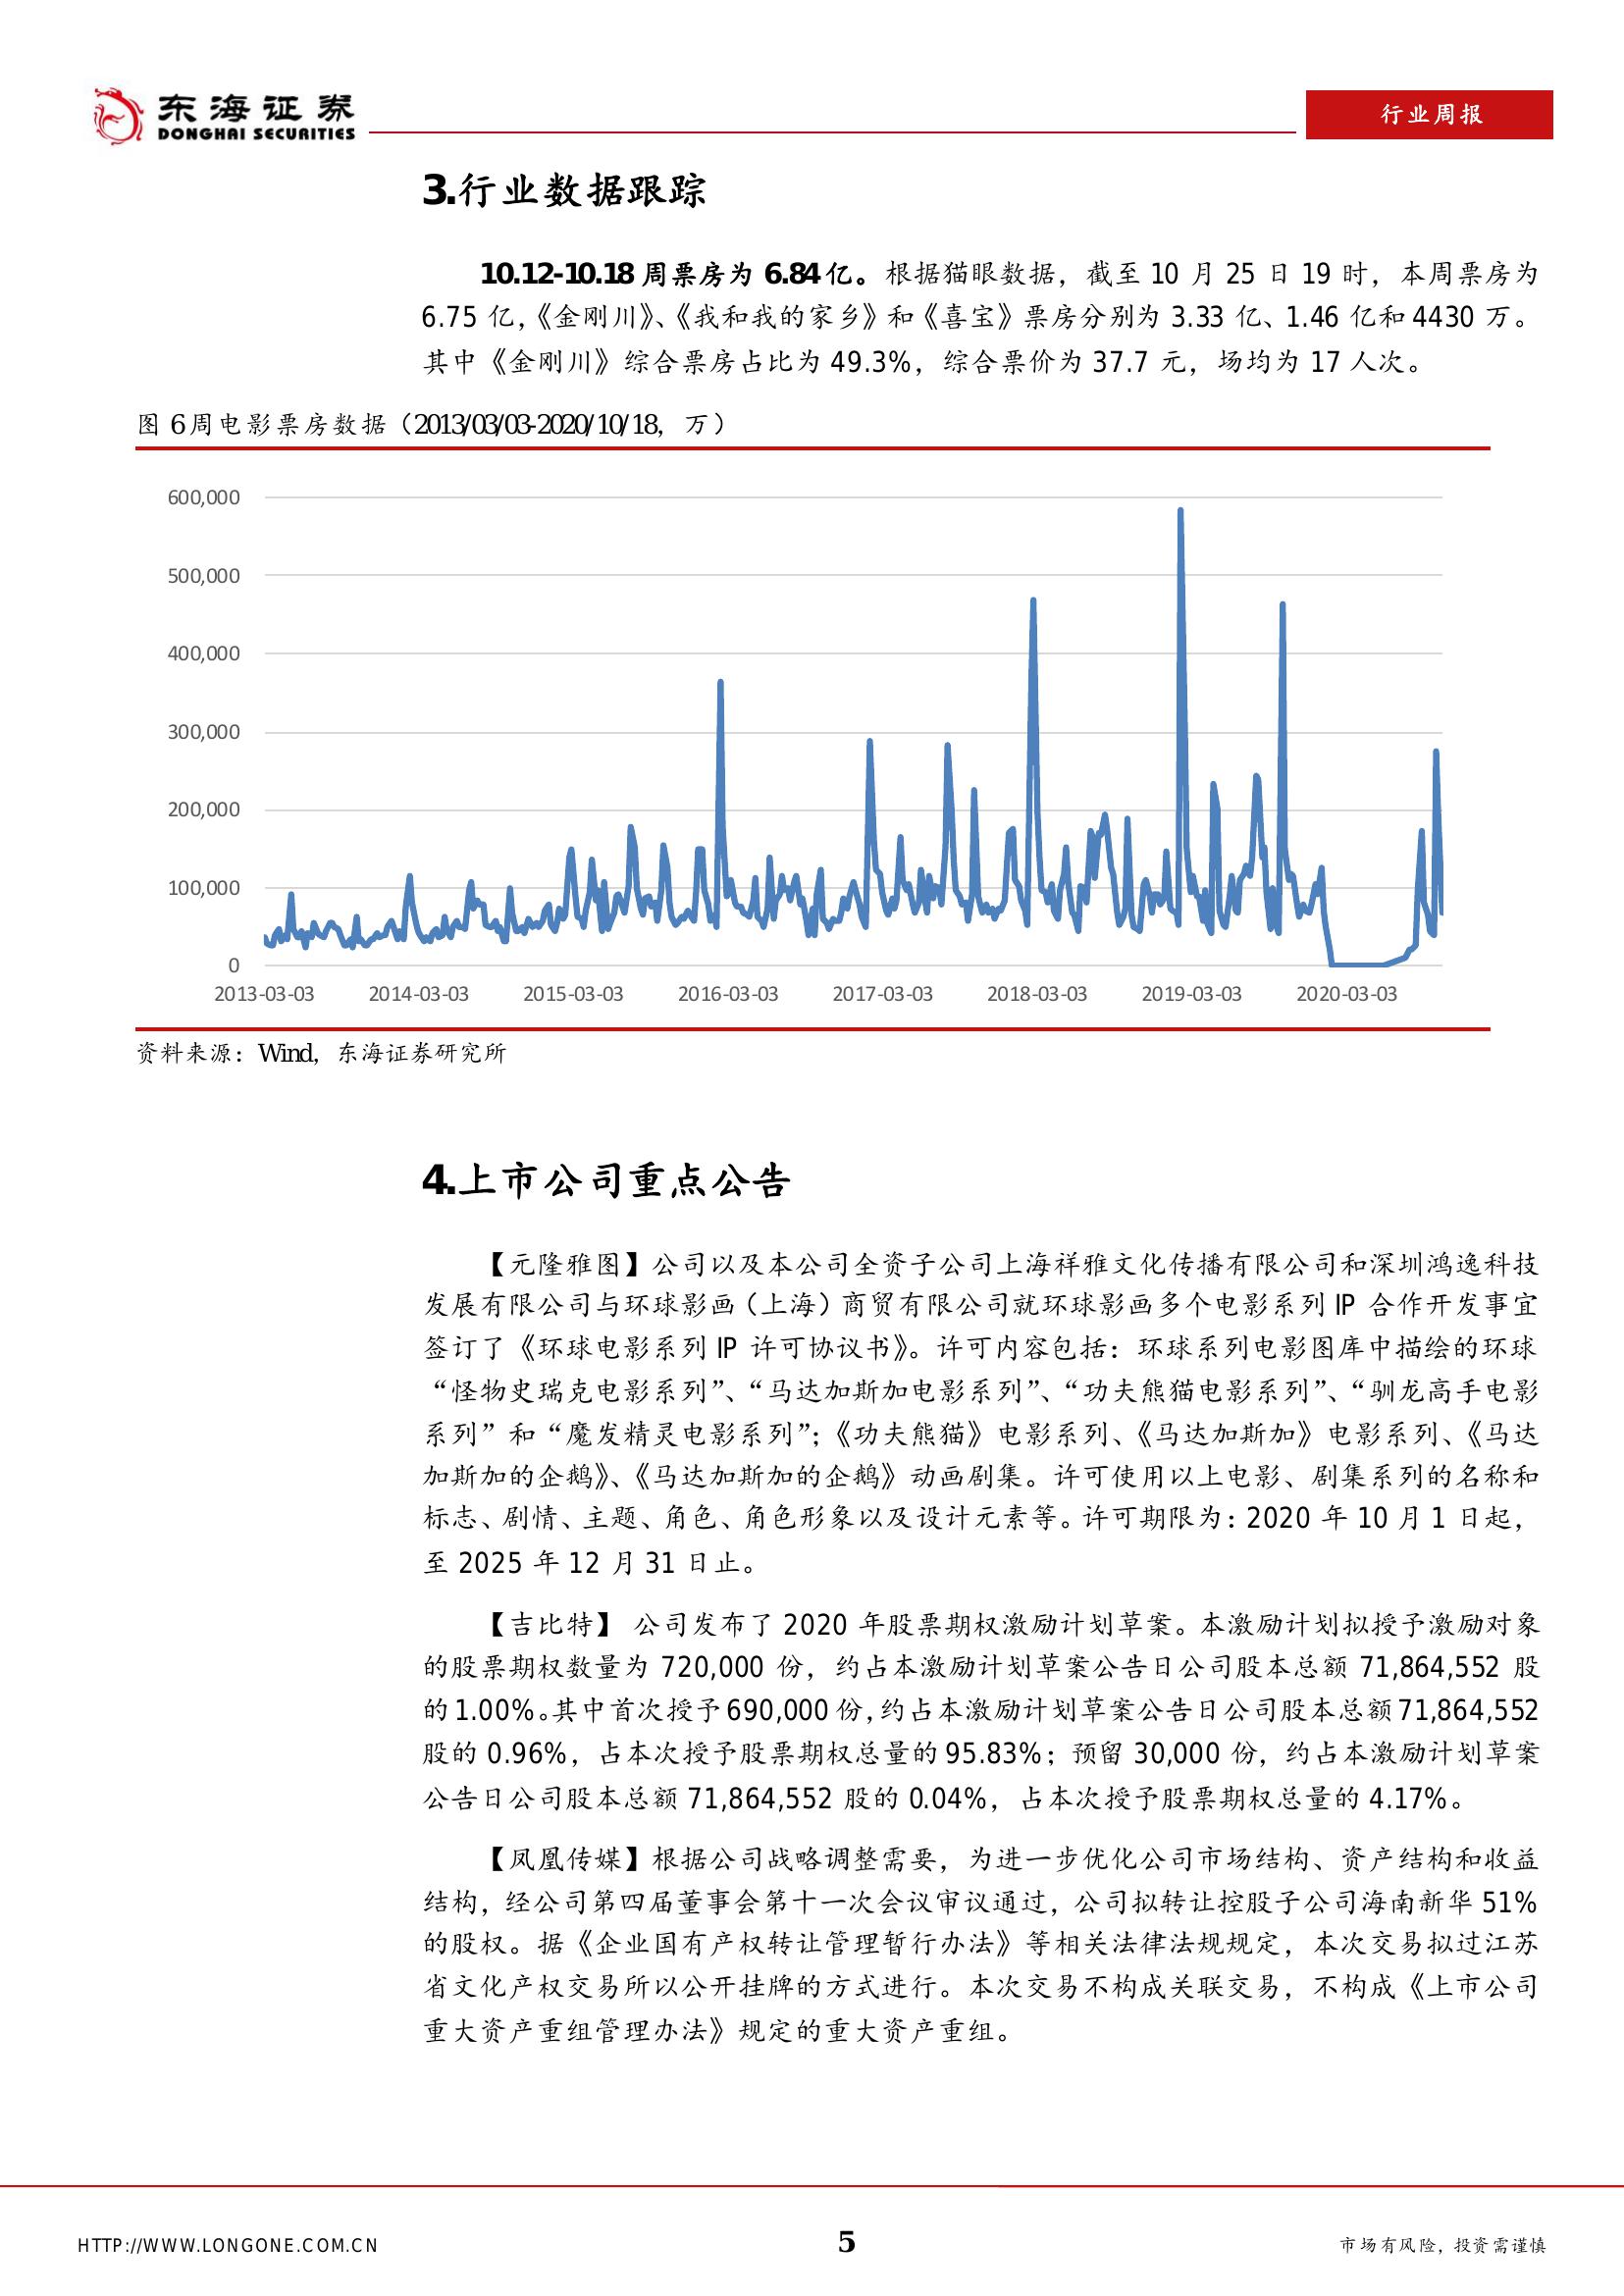 东海证券
DONGHAI SECURITIES
行业周报
3.行业数据跟踪
10.12-10.18 周票房为 6.84 亿。根据猫眼数据，截至 10 月 25 日 19 时，本周票房为
6.75 亿，《金刚川》、《我和我的家乡》和《喜宝》票房分别为 3.33 亿、1.46 亿和 4430 万。
其中《金刚川》综合票房占比为 49.3%，综合票价为 37.7 元，场均为 17 人次。
图 6 周电影票房数据（2013/03/03-2020/10/18，万）
600,000
500,000
400,000
300,000
200,000
100,000
0
2013-03-03 2014-03-03 2015-03-03 2016-03-03 2017-03-03 2018-03-03 2019-03-03 2020-03-03
资料来源：Wind，东海证券研究所
4.上市公司重点公告
【元隆雅图】公司以及本公司全资子公司上海祥雅文化传播有限公司和深圳鸿逸科技
发展有限公司与环球影画（上海）商贸有限公司就环球影画多个电影系列 IP 合作开发事宜
签订了《环球电影系列 IP 许可协议书》。许可内容包括：环球系列电影图库中描绘的环球
“怪物史瑞克电影系列”、“马达加斯加电影系列”、“功夫熊猫电影系列”、“驯龙高手电影
系列”和“魔发精灵电影系列”；《功夫熊猫》电影系列、《马达加斯加》电影系列、《马达
加斯加的企鹅》、《马达加斯加的企鹅》动画剧集。许可使用以上电影、剧集系列的名称和
标志、剧情、主题、角色、角色形象以及设计元素等。许可期限为：2020 年 10 月 1 日起，
至 2025 年 12 月 31 日止。
【吉比特】 公司发布了 2020 年股票期权激励计划草案。本激励计划拟授予激励对象
的股票期权数量为 720,000 份，约占本激励计划草案公告日公司股本总额 71,864,552 股
的 1.00%。其中首次授予 690,000 份，约占本激励计划草案公告日公司股本总额 71,864,552
股的 0.96%，占本次授予股票期权总量的 95.83%；预留 30,000 份，约占本激励计划草案
公告日公司股本总额 71,864,552 股的 0.04%，占本次授予股票期权总量的 4.17%。
【凤凰传媒】根据公司战略调整需要，为进一步优化公司市场结构、资产结构和收益
结构，经公司第四届董事会第十一次会议审议通过，公司拟转让控股子公司海南新华 51%
的股权。据《企业国有产权转让管理暂行办法》等相关法律法规规定，本次交易拟过江苏
省文化产权交易所以公开挂牌的方式进行。本次交易不构成关联交易，不构成《上市公司
重大资产重组管理办法》规定的重大资产重组。
HTTP://WWW.LONGONE.COM.CN
5
市场有风险，投资需谨慎